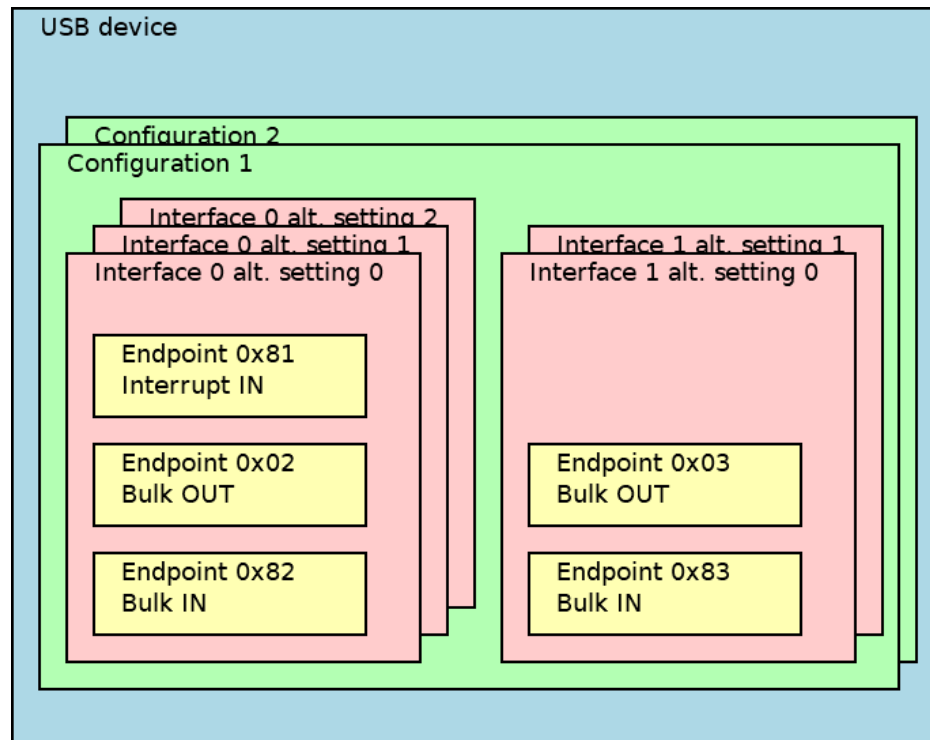 USB device
Configuration 2
Configuration 1
Interface 0 alt. setting 2
Interface 0 alt. setting 1
Interface 0 alt. setting 0
Endpoint 0x81
Interrupt IN
Endpoint 0x02
Bulk OUT
Endpoint 0x82
Bulk IN
Interface 1 alt. setting 1
Interface 1 alt. setting 0
Endpoint 0x03
Bulk OUT
Endpoint 0x83
Bulk IN